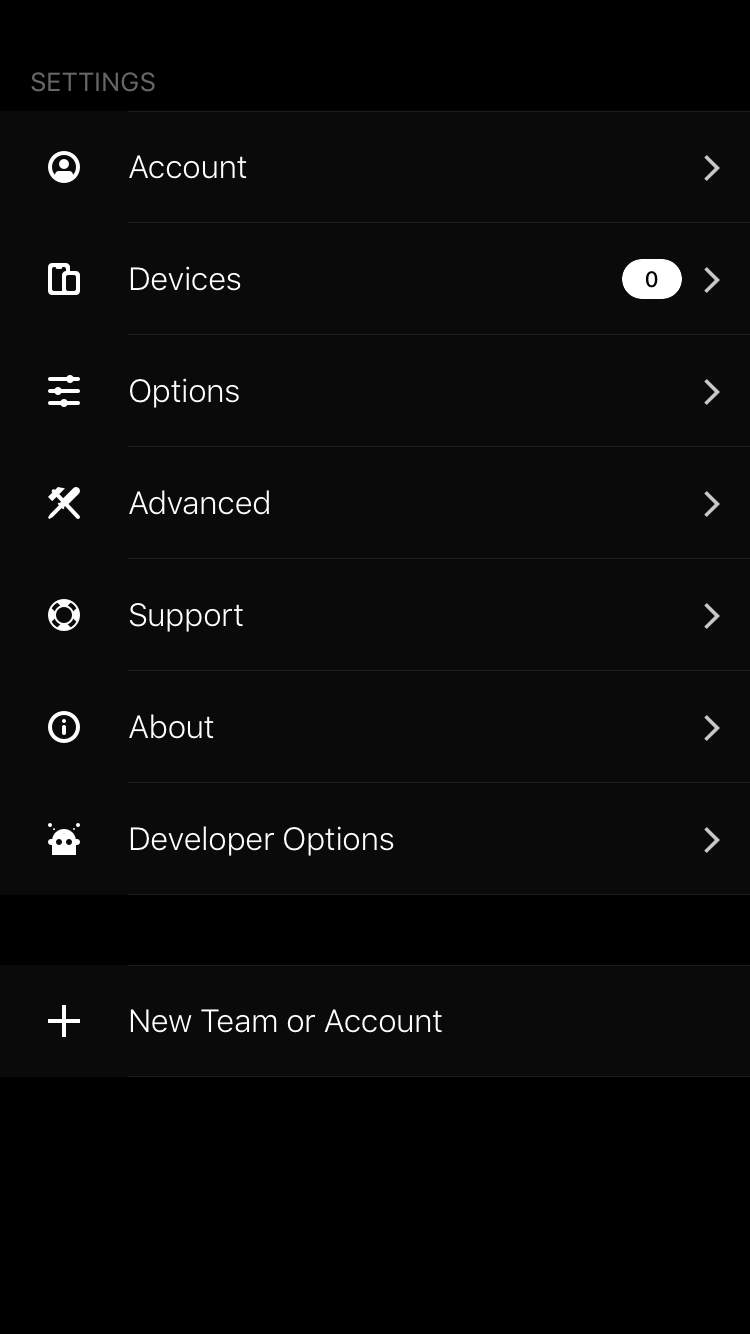 SETTINGS
Account
Devices 0
Options
Advanced
Support
About
Developer Options
New Team or Account